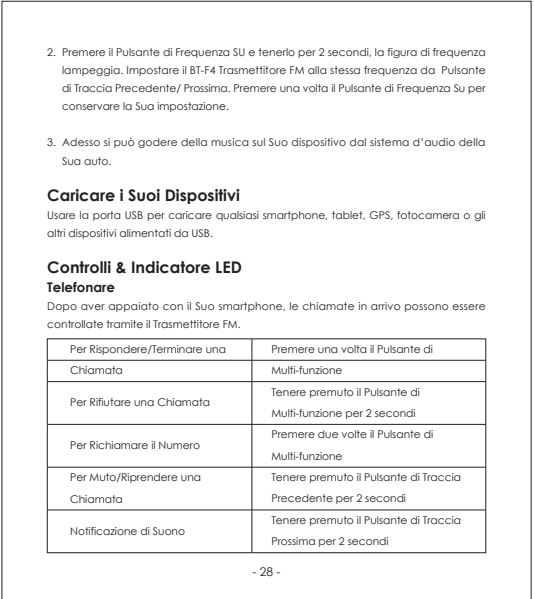 2. Premere il Pulsante di Frequenza SU e tenerlo per 2 secondi, la figura di frequenza
lampeggia. Impostare il BT-F4 Trasmettitore FM alla stessa frequenza da Pulsante
di Traccia Precedente/ Prossima. Premere una volta il Pulsante di Frequenza Su per
conservare la Sua impostazione.
3. Adesso si può godere della musica sul Suo dispositivo dal sistema d'audio della
Sua auto.
Caricare i Suoi Dispositivi
Usare la porta USB per caricare qualsiasi smartphone, tablet, GPS, fotocamera o gli
altri dispositivi alimentati da USB.
Controlli & Indicatore LED
Telefonare
Dopo aver appaiato con il Suo smartphone, le chiamate in arrivo possono essere
controllate tramite il Trasmettitore FM.
Per Rispondere/Terminare una
Chiamata
Premere una volta il Pulsante di
Multi-funzione
Per Rifiutare una Chiamata
Tenere premuto il Pulsante di
Multi-funzione per 2 secondi
Per Richiamare il Numero
Premere due volte il Pulsante di
Multi-funzione
Per Muto/Riprendere una
Chiamata
Tenere premuto il Pulsante di Traccia
Precedente per 2 secondi
Notificazione di Suono
Tenere premuto il Pulsante di Traccia
Prossima per 2 secondi
- 28 -